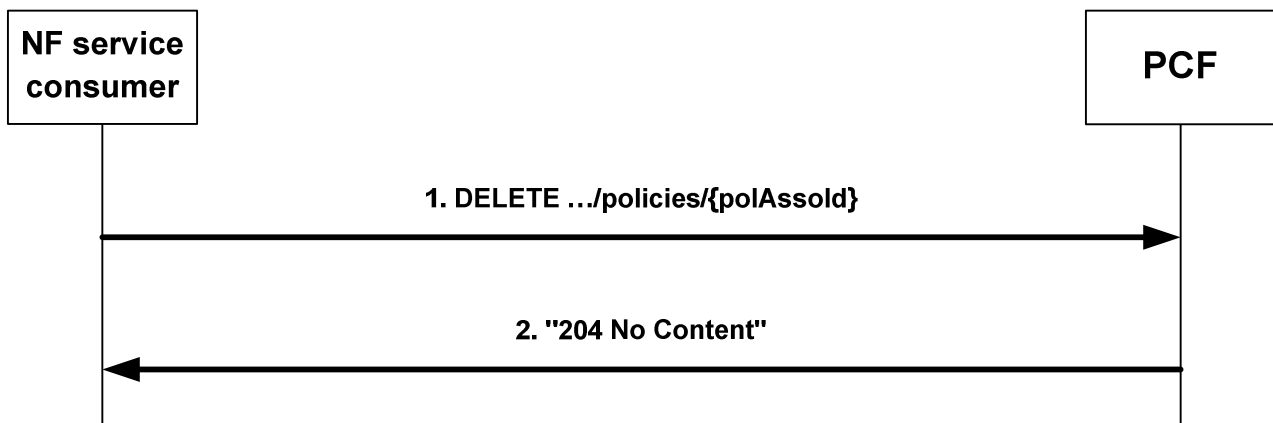 NF service
consumer
PCF
1. DELETE …/policies/{polAssoId}
2. "204 No Content"